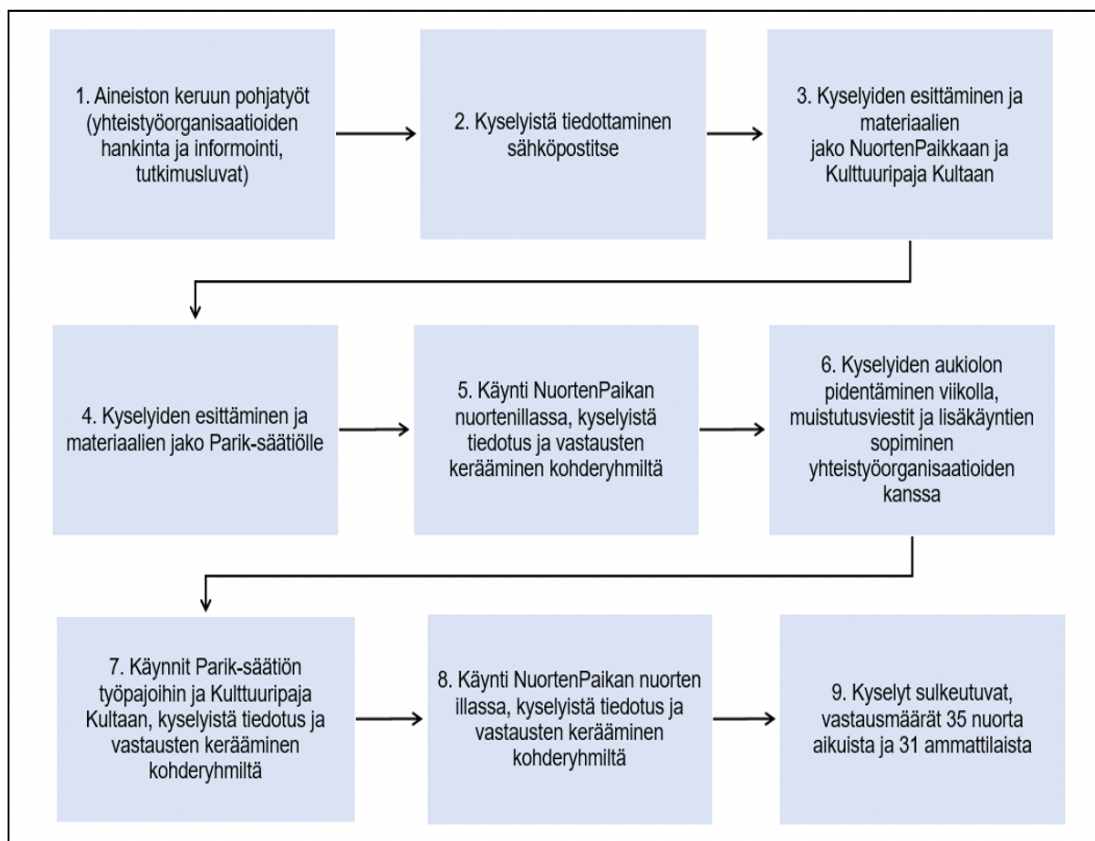 1. Aineiston keruun pohjatyöt
(yhteistyöorganisaatioiden
hankinta ja informointi,
tutkimusluvat)
2. Kyselyistä tiedottaminen
sähköpostitse
3. Kyselyiden esittäminen ja
materiaalien
jako NuortenPaikkaan ja
Kulttuuripaja Kultaan
4. Kyselyiden esittäminen ja
materiaalien jako Parik-säätiölle
5. Käynti NuortenPaikan
nuortenillassa, kyselyistä
tiedotus ja vastausten
kerääminen kohderyhmiltä
6. Kyselyiden aukiolon
pidentäminen viikolla,
muistutusviestit ja lisäkäyntien
sopiminen
yhteistyöorganisaatioiden
kanssa
7. Käynnit Parik-säätiön
työpajoihin ja Kulttuuripaja
Kultaan, kyselyistä tiedotus ja
vastausten kerääminen
kohderyhmiltä
8. Käynti NuortenPaikan nuorten
illassa, kyselyistä tiedotus ja
vastausten kerääminen
kohderyhmiltä
9. Kyselyt sulkeutuvat,
vastausmäärät 35 nuorta
aikuista ja 31 ammattilaista